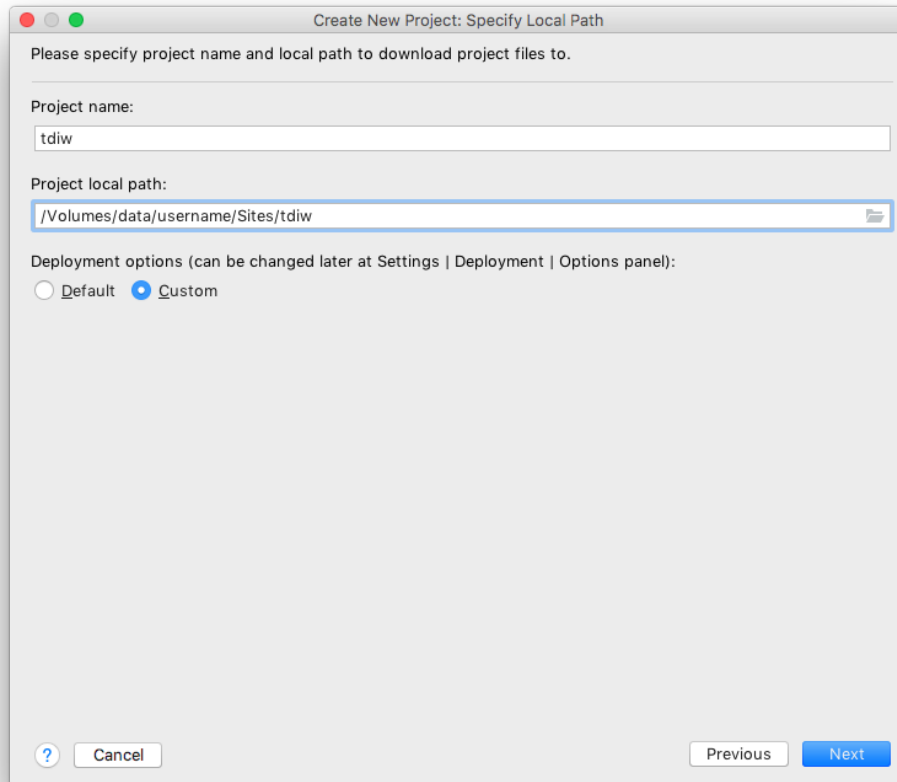 Create New Project: Specify Local Path
Please specify project name and local path to download project files to.
Project name:
tdiw
Project local path:
/Volumes/data/username/Sites/tdiw
Deployment options (can be changed later at Settings | Deployment | Options panel):
Default Custom
? Cancel Previous Next